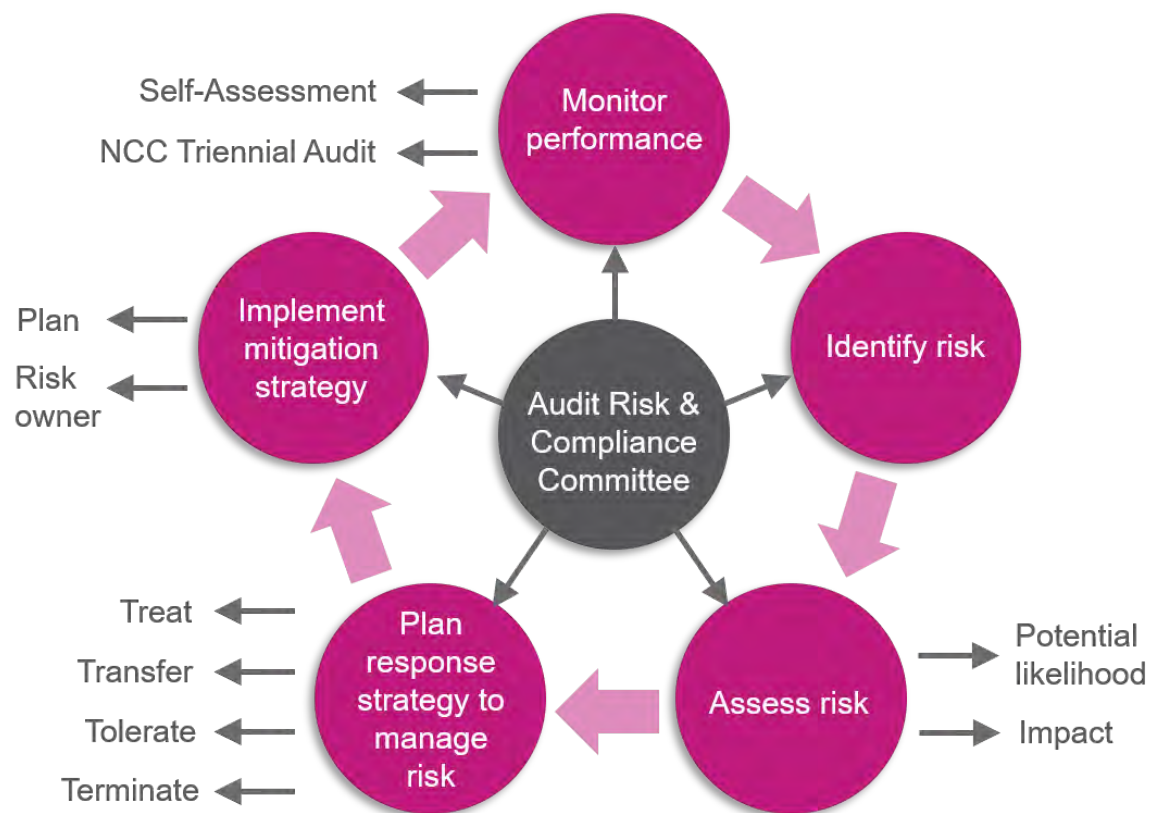 Self-Assessment
NCC Triennial Audit
Monitor
performance
Plan
Risk
owner
Implement
mitigation
strategy
Identify risk
Audit Risk &
Compliance
Committee
Treat
Transfer
Tolerate
Terminate
Plan
response
strategy to
manage
risk
Assess risk
Potential
likelihood
Impact